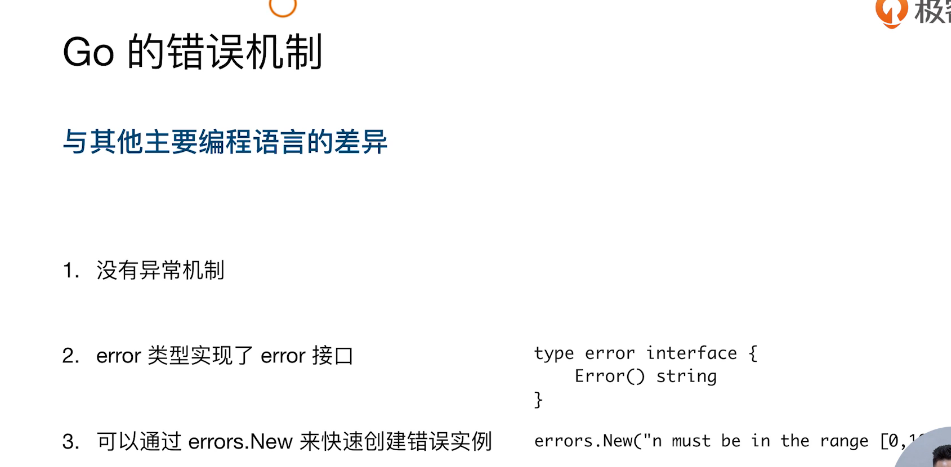 极
Go 的错误机制
与其他主要编程语言的差异
1. 没有异常机制
2. error 类型实现了 error 接口
type error interface {
Error() string
}
3. 可以通过 errors.New 来快速创建错误实例
errors.New("n must be in the range [0,